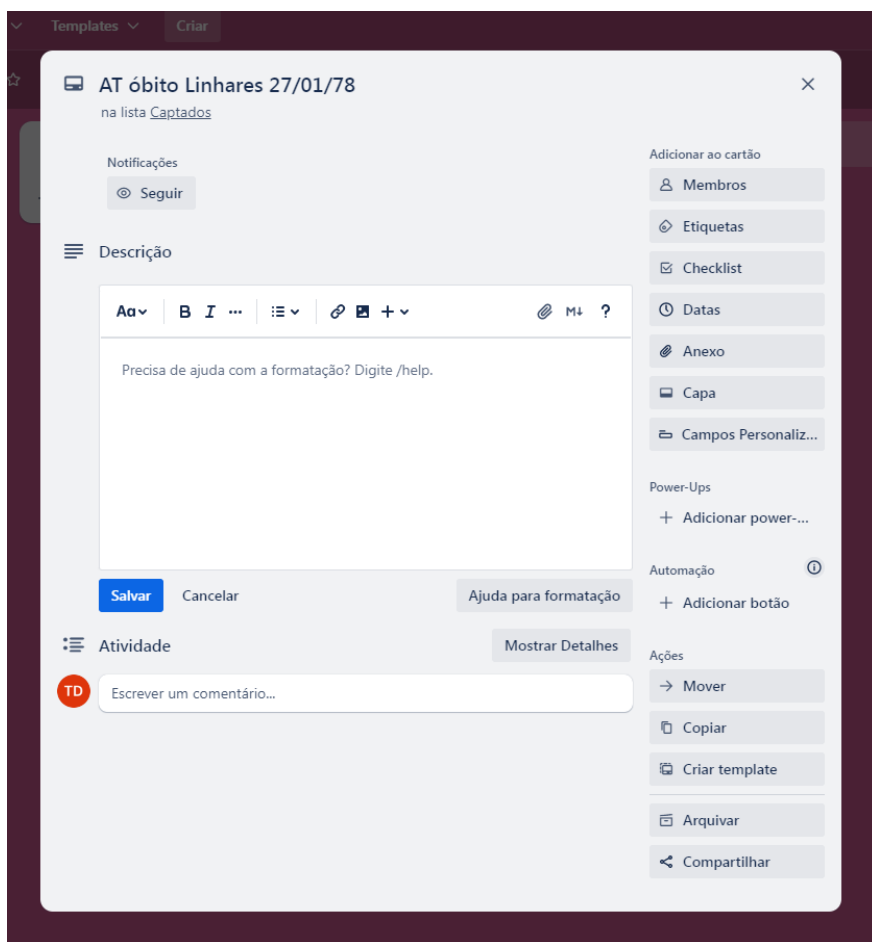 Templates
Criar
AT óbito Linhares 27/01/78
na lista Captados
Notificações
Seguir
Descrição
Aa B I ...
M↓ ?
Precisa de ajuda com a formatação? Digite /help.
Salvar
Cancelar
Ajuda para formatação
Atividade
Mostrar Detalhes
TD
Escrever um comentário...
Adicionar ao cartão
Membros
Etiquetas
Checklist
Datas
Anexo
Capa
Campos Personaliz...
Power-Ups
+ Adicionar power-...
Automação
+ Adicionar botão
Ações
Mover
Copiar
Criar template
Arquivar
Compartilhar